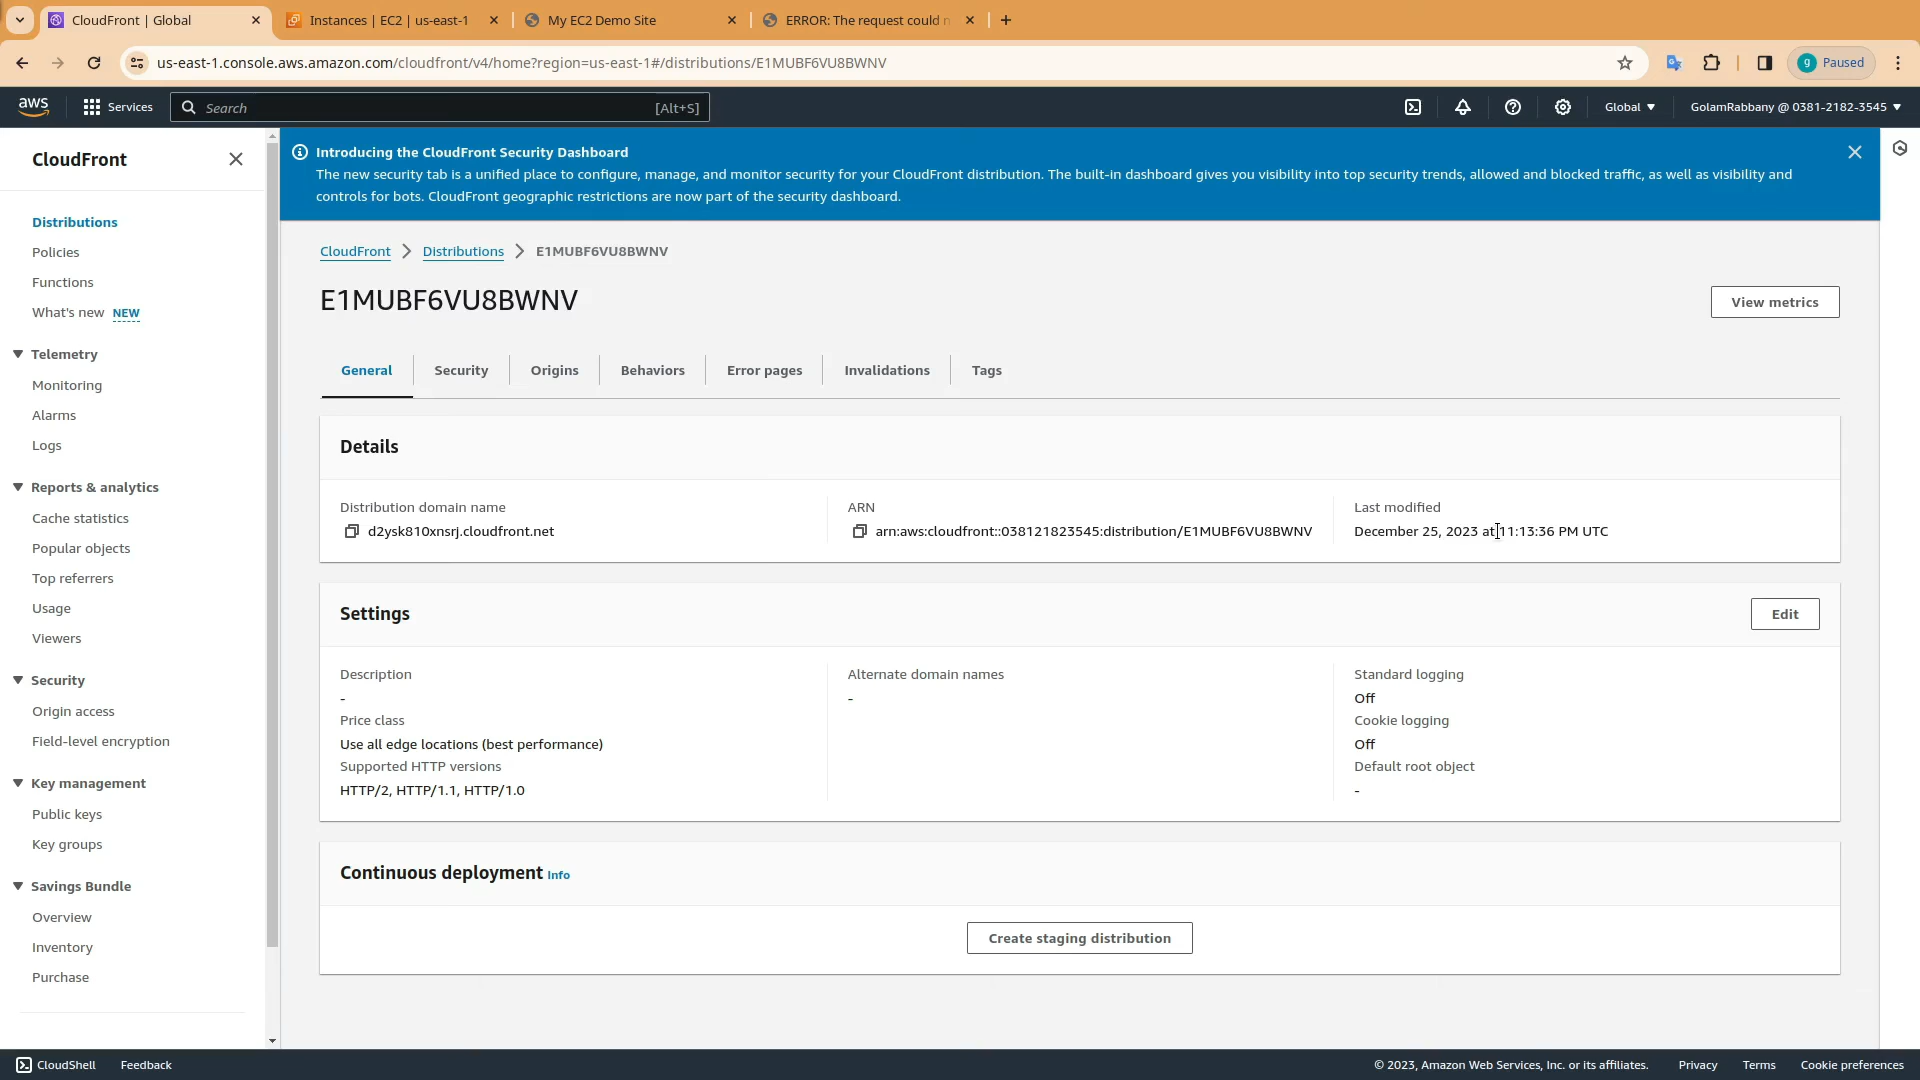 CloudFront | Global
Instances | EC2 | us-east-1
My EC2 Demo Site
ERROR: The request could n
us-east-1.console.aws.amazon.com/cloudfront/v4/home?region=us-east-1#/distributions/E1MUBF6VU8BWNV
g Paused
aws
Services
Search
[Alt+S]
Global
GolamRabbany @ 0381-2182-3545
CloudFront
Distributions
Policies
Functions
What's new NEW
Telemetry
Monitoring
Alarms
Logs
Reports & analytics
Cache statistics
Popular objects
Top referrers
Usage
Viewers
Security
Origin access
Field-level encryption
Key management
Public keys
Key groups
Savings Bundle
Overview
Inventory
Purchase
Introducing the CloudFront Security Dashboard
The new security tab is a unified place to configure, manage, and monitor security for your CloudFront distribution. The built-in dashboard gives you visibility into top security trends, allowed and blocked traffic, as well as visibility and
controls for bots. CloudFront geographic restrictions are now part of the security dashboard.
CloudFront > Distributions > E1MUBF6VU8BWNV
E1MUBF6VU8BWNV
View metrics
General
Security
Origins
Behaviors
Error pages
Invalidations
Tags
Details
Distribution domain name
d2ysk810xnsrj.cloudfront.net
ARN
arn:aws:cloudfront::038121823545:distribution/E1MUBF6VU8BWNV
Last modified
December 25, 2023 at 11:13:36 PM UTC
Settings
Edit
Description
-
Price class
Use all edge locations (best performance)
Supported HTTP versions
HTTP/2, HTTP/1.1, HTTP/1.0
Alternate domain names
-
Standard logging
Off
Cookie logging
Off
Default root object
-
Continuous deployment Info
Create staging distribution
CloudShell
Feedback
© 2023, Amazon Web Services, Inc. or its affiliates.
Privacy
Terms
Cookie preferences